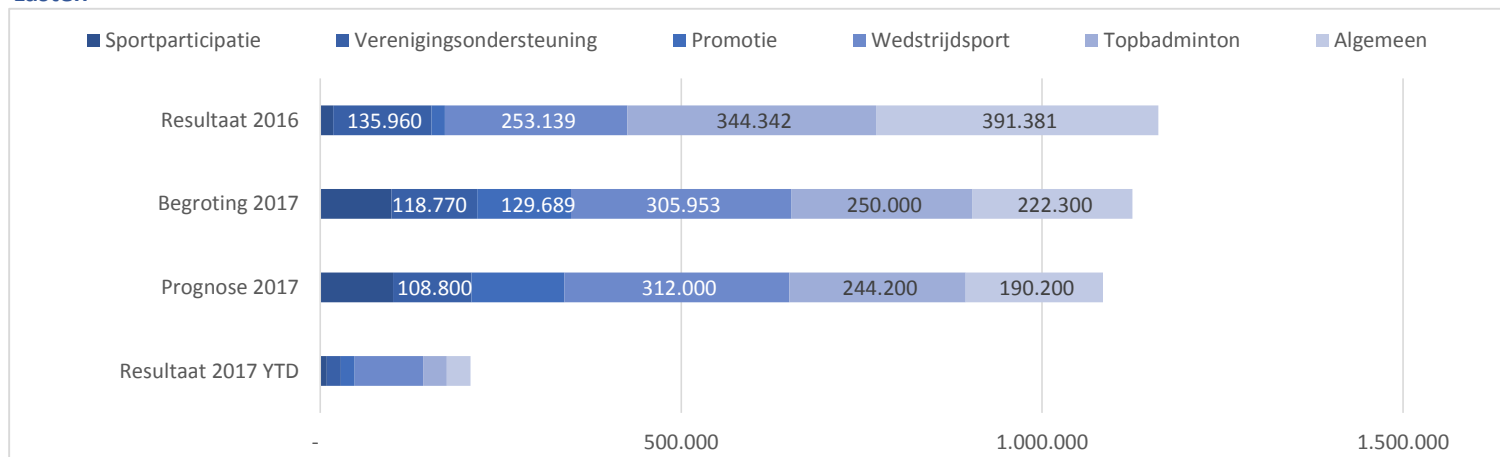 Sportparticipatie Verenigingsondersteuning Promotie Wedstrijdsport Topbadminton Algemeen
Resultaat 2016 135.960 253.139 344.342 391.381
Begroting 2017 118.770 129.689 305.953 250.000 222.300
Prognose 2017 108.800 312.000 244.200 190.200
Resultaat 2017 YTD
- 500.000 1.000.000 1.500.000